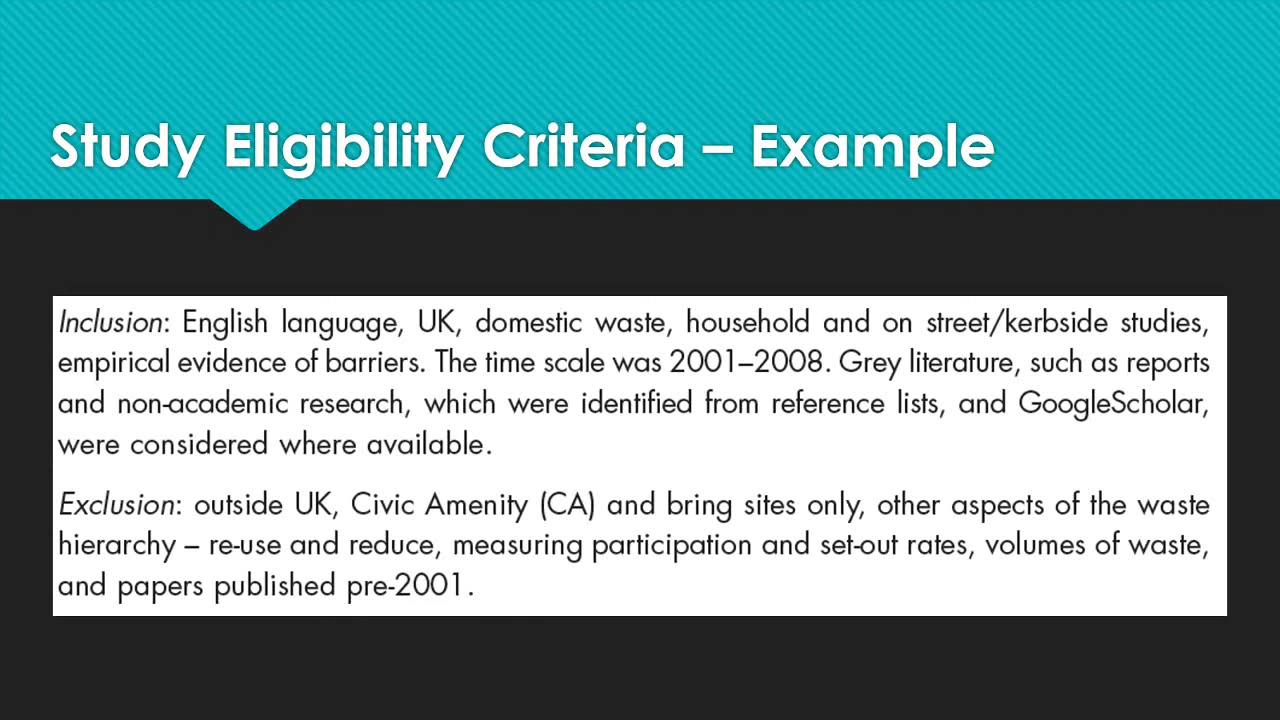 Study Eligibility Criteria – Example
Inclusion: English language, UK, domestic waste, household and on street/kerbside studies,
empirical evidence of barriers. The time scale was 2001–2008. Grey literature, such as reports
and non-academic research, which were identified from reference lists, and GoogleScholar,
were considered where available.
Exclusion: outside UK, Civic Amenity (CA) and bring sites only, other aspects of the waste
hierarchy – re-use and reduce, measuring participation and set-out rates, volumes of waste,
and papers published pre-2001.